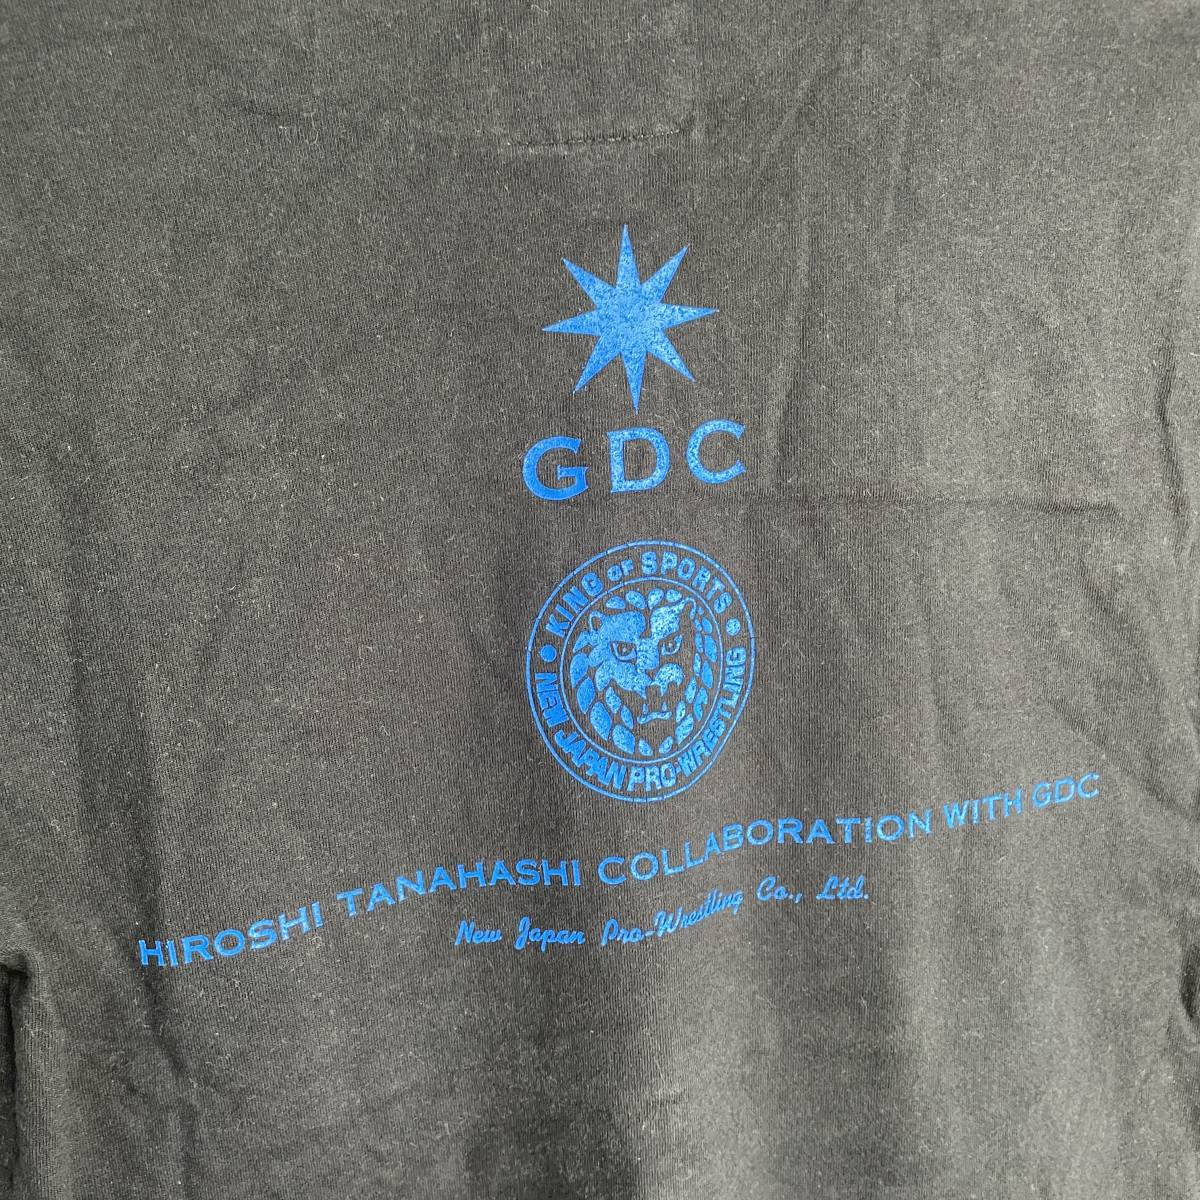 GDC
KING OF SPORTS
NEW JAPAN PRO-WRESTLING
HIROSHI TANAHASHI COLLABORATION WITH GDC
New Japan Pro-Wrestling Co., Ltd.